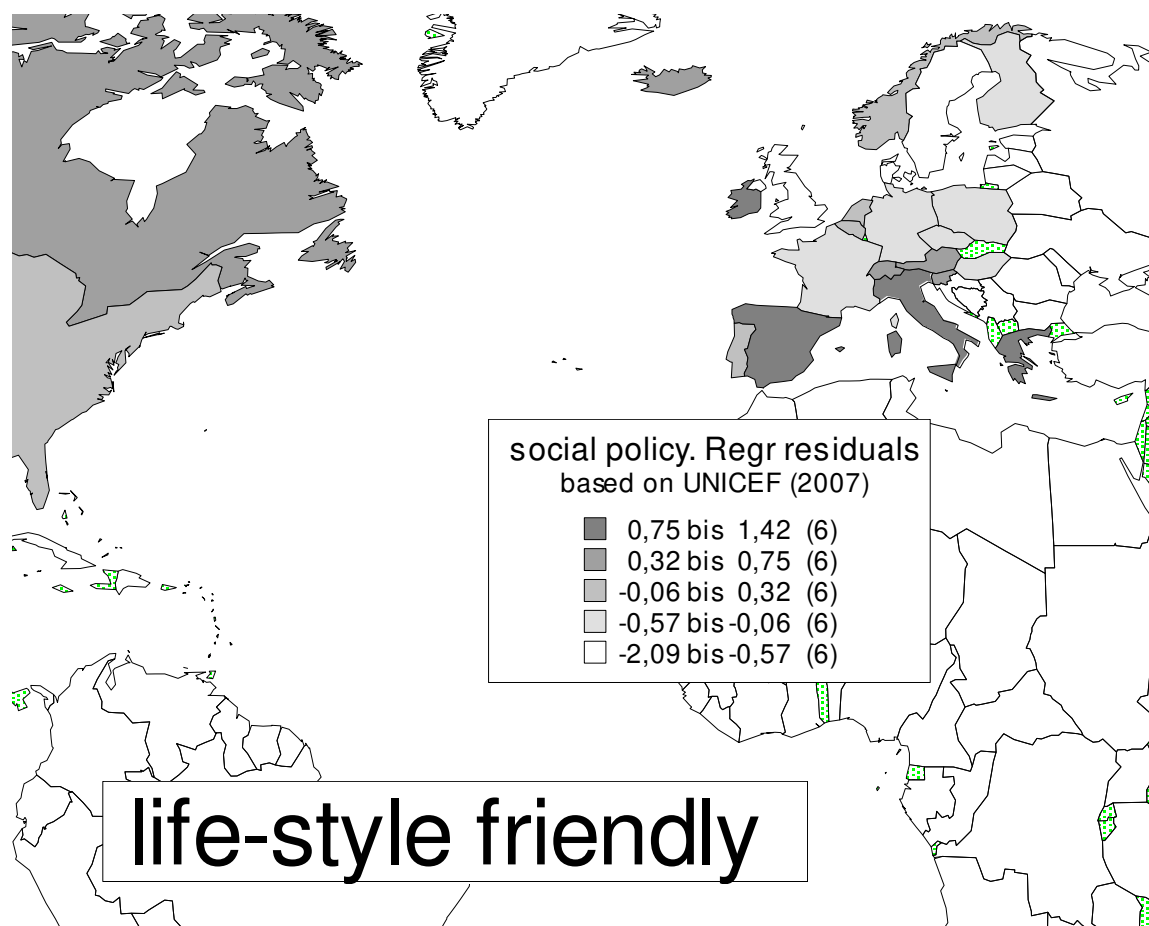 social policy. Regr residuals
based on UNICEF (2007)
0,75 bis 1,42 (6)
0,32 bis 0,75 (6)
-0,06 bis 0,32 (6)
-0,57 bis -0,06 (6)
-2,09 bis -0,57 (6)
life-style friendly